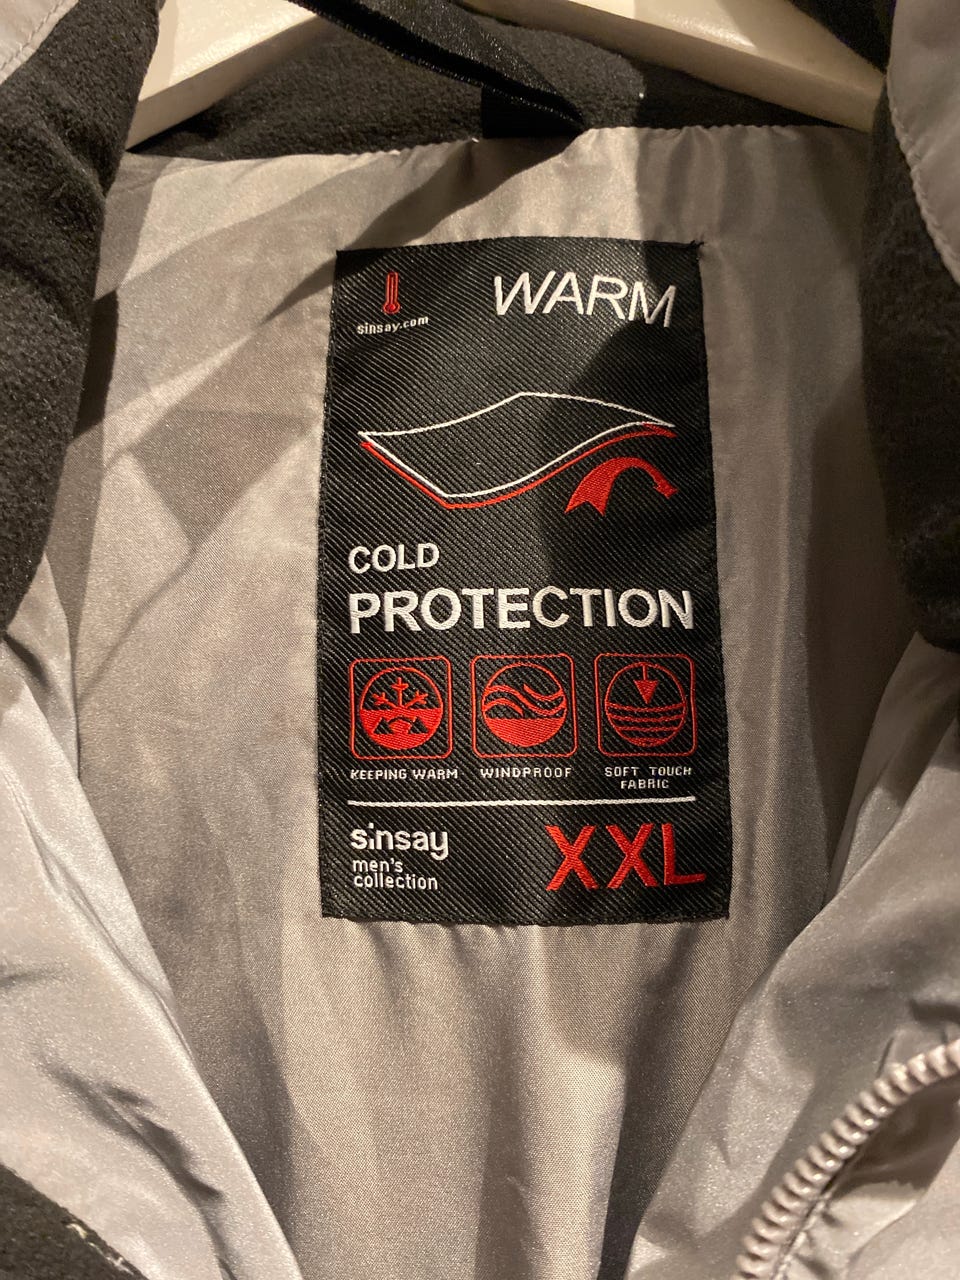 WARM
sinsay.com
COLD
PROTECTION
KEEPING WARM
WINDPROOF
SOFT TOUCH
FABRIC
sinsay
men's
collection
XXL